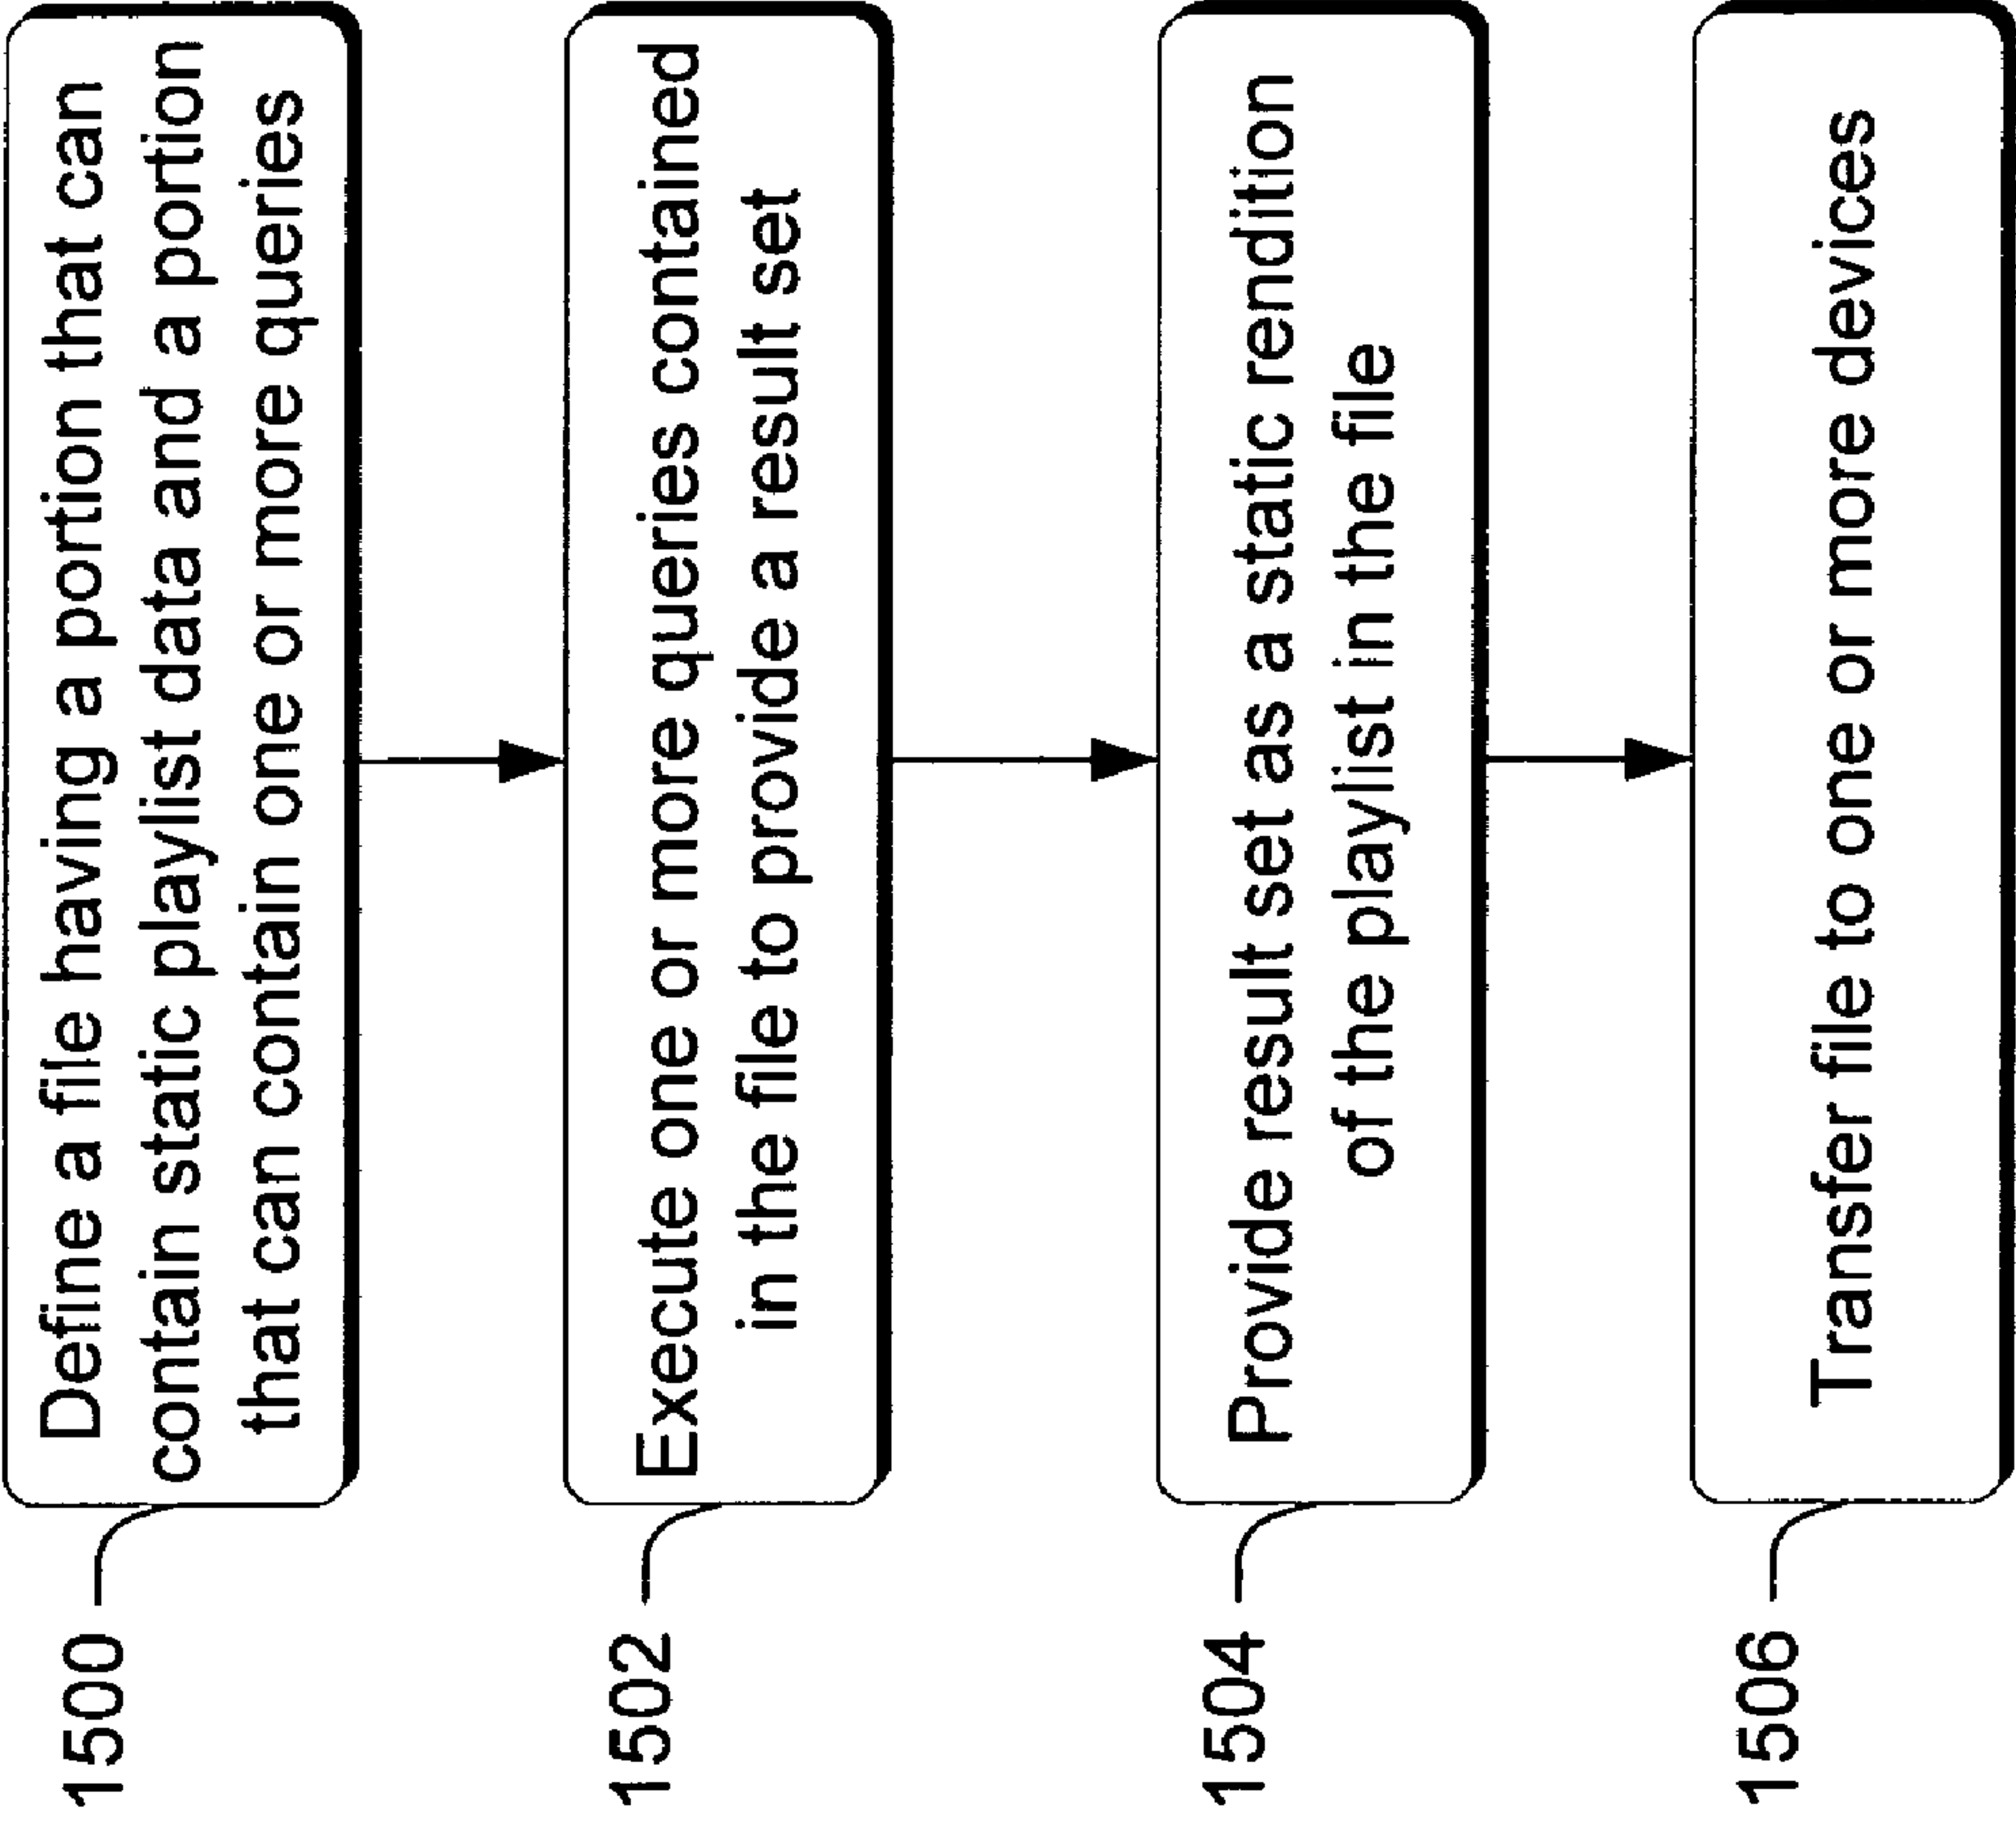 1500
Define a file having a portion that can
contain static playlist data and a portion
that can contain one or more queries
1502
Execute one or more queries contained
in the file to provide a result set
1504
Provide result set as a static rendition
of the playlist in the file
1506
Transfer file to one or more devices